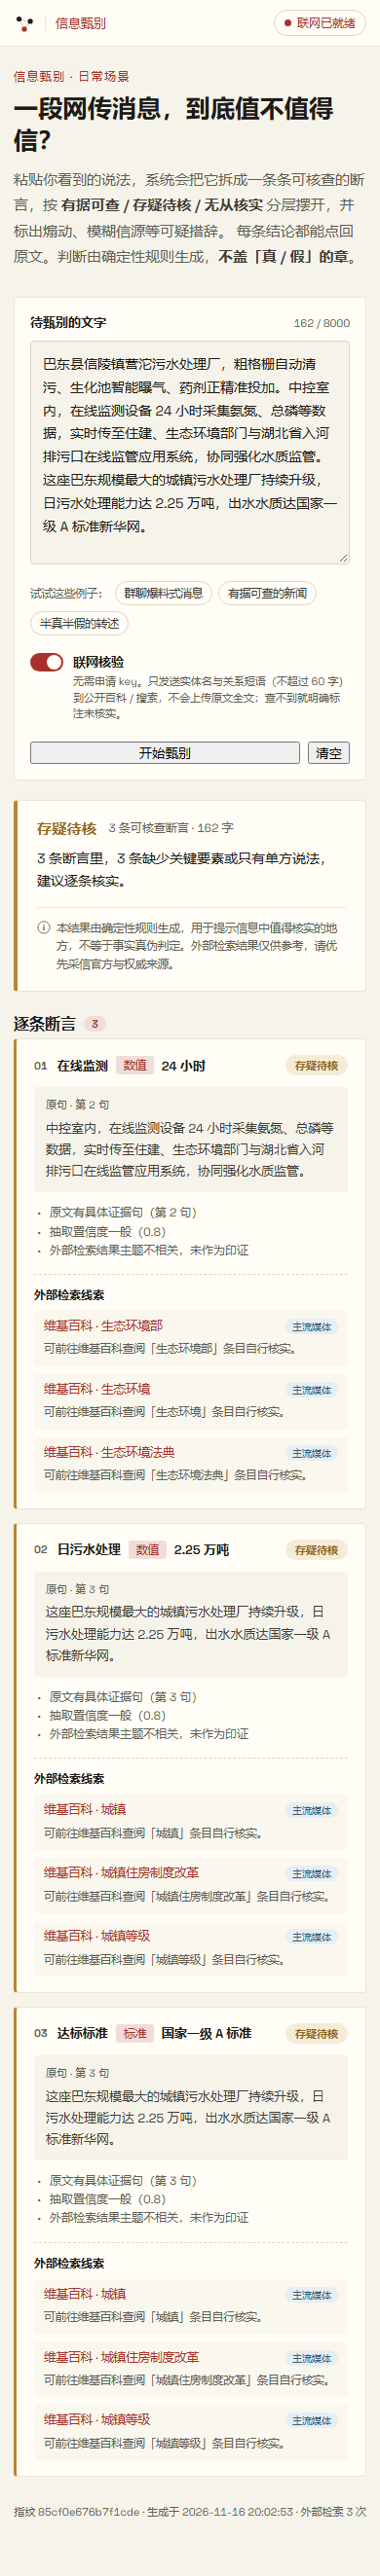 信息甄别
联网已就绪
信息甄别 · 日常场景
一段网传消息，到底值不值得
信？
粘贴你看到的说法，系统会把它拆成一条条可核查的断
言，按 有据可查 / 存疑待核 / 无从核实 分层摆开，并
标出煽动、模糊信源等可疑措辞。 每条结论都能点回
原文。判断由确定性规则生成，不盖「真 / 假」的章。
待甄别的文字
162 / 8000
巴东县信陵镇营沱污水处理厂，粗格栅自动清
污、生化池智能曝气、药剂正精准投加。中控室
内，在线监测设备 24 小时采集氨氮、总磷等数
据，实时传至住建、生态环境部门与湖北省入河
排污口在线监管应用系统，协同强化水质监管。
这座巴东规模最大的城镇污水处理厂持续升级，
日污水处理能力达 2.25 万吨，出水水质达国家一
级 A 标准新华网。
试试这些例子：
群聊爆料式消息
有据可查的新闻
半真半假的转述
联网核验
无需申请 key。只发送实体名与关系短语（不超过 60 字）
到公开百科 / 搜索，不会上传原文全文；查不到就明确标
注未核实。
开始甄别
清空
存疑待核
3 条可核查断言 · 162 字
3 条断言里，3 条缺少关键要素或只有单方说法，
建议逐条核实。
本结果由确定性规则生成，用于提示信息中值得核实的地
方，不等于事实真伪判定。外部检索结果仅供参考，请优
先采信官方与权威来源。
逐条断言
3
01 在线监测 数值 24 小时
存疑待核
原句 · 第 2 句
中控室内，在线监测设备 24 小时采集氨氮、总磷等
数据，实时传至住建、生态环境部门与湖北省入河
排污口在线监管应用系统，协同强化水质监管。
· 原文有具体证据句（第 2 句）
· 抽取置信度一般（0.8）
· 外部检索结果主题不相关，未作为印证
外部检索线索
维基百科 · 生态环境部
主流媒体
可前往维基百科查阅「生态环境部」条目自行核实。
维基百科 · 生态环境
主流媒体
可前往维基百科查阅「生态环境」条目自行核实。
维基百科 · 生态环境法典
主流媒体
可前往维基百科查阅「生态环境法典」条目自行核实。
02 日污水处理 数值 2.25 万吨
存疑待核
原句 · 第 3 句
这座巴东规模最大的城镇污水处理厂持续升级，日
污水处理能力达 2.25 万吨，出水水质达国家一级 A
标准新华网。
· 原文有具体证据句（第 3 句）
· 抽取置信度一般（0.8）
· 外部检索结果主题不相关，未作为印证
外部检索线索
维基百科 · 城镇
主流媒体
可前往维基百科查阅「城镇」条目自行核实。
维基百科 · 城镇住房制度改革
主流媒体
可前往维基百科查阅「城镇住房制度改革」条目自行核实。
维基百科 · 城镇等级
主流媒体
可前往维基百科查阅「城镇等级」条目自行核实。
03 达标标准 标准 国家一级 A 标准
存疑待核
原句 · 第 3 句
这座巴东规模最大的城镇污水处理厂持续升级，日
污水处理能力达 2.25 万吨，出水水质达国家一级 A
标准新华网。
· 原文有具体证据句（第 3 句）
· 抽取置信度一般（0.8）
· 外部检索结果主题不相关，未作为印证
外部检索线索
维基百科 · 城镇
主流媒体
可前往维基百科查阅「城镇」条目自行核实。
维基百科 · 城镇住房制度改革
主流媒体
可前往维基百科查阅「城镇住房制度改革」条目自行核实。
维基百科 · 城镇等级
主流媒体
可前往维基百科查阅「城镇等级」条目自行核实。
指纹 85cf0e676b7f1cde · 生成于 2026-11-16 20:02:53 · 外部检索 3 次